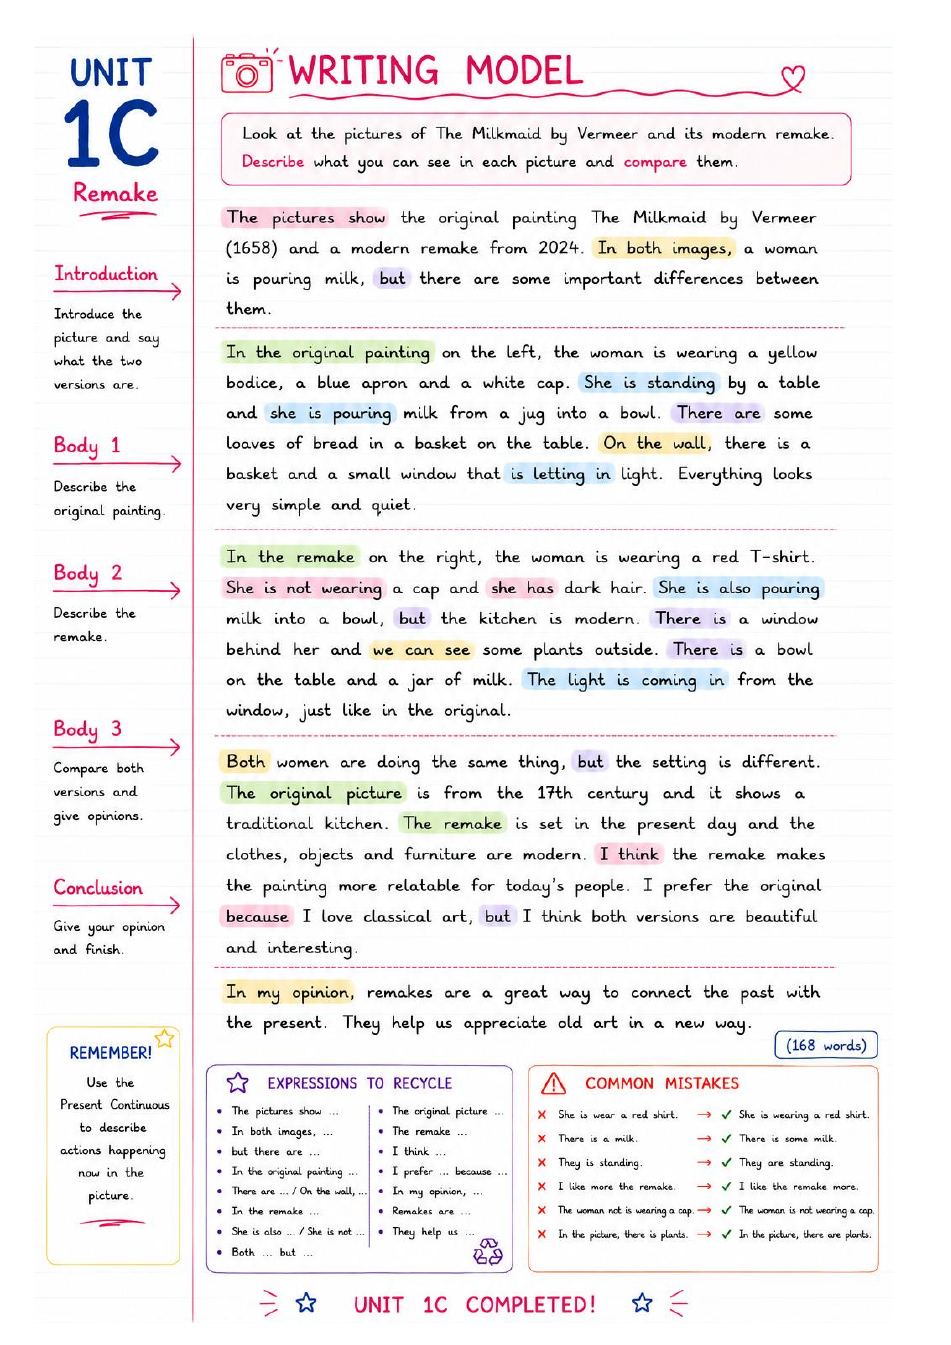 UNIT
1C
Remake
WRITING MODEL
Look at the pictures of The Milkmaid by Vermeer and its modern remake.
Describe what you can see in each picture and compare them.
Introduction
Introduce the
picture and say
what the two
versions are.
The pictures show the original painting The Milkmaid by Vermeer
(1658) and a modern remake from 2024. In both images, a woman
is pouring milk, but there are some important differences between
them.
Body 1
Describe the
original painting.
In the original painting on the left, the woman is wearing a yellow
bodice, a blue apron and a white cap. She is standing by a table
and she is pouring milk from a jug into a bowl. There are some
loaves of bread in a basket on the table. On the wall, there is a
basket and a small window that is letting in light. Everything looks
very simple and quiet.
Body 2
Describe the
remake.
In the remake on the right, the woman is wearing a red T-shirt.
She is not wearing a cap and she has dark hair. She is also pouring
milk into a bowl, but the kitchen is modern. There is a window
behind her and we can see some plants outside. There is a bowl
on the table and a jar of milk. The light is coming in from the
window, just like in the original.
Body 3
Compare both
versions and
give opinions.
Both women are doing the same thing, but the setting is different.
The original picture is from the 17th century and it shows a
traditional kitchen. The remake is set in the present day and the
clothes, objects and furniture are modern. I think the remake makes
the painting more relatable for today's people. I prefer the original
because I love classical art, but I think both versions are beautiful
and interesting.
Conclusion
Give your opinion
and finish.
In my opinion, remakes are a great way to connect the past with
the present. They help us appreciate old art in a new way.
(168 words)
REMEMBER!
Use the
Present Continuous
to describe
actions happening
now in the
picture.
EXPRESSIONS TO RECYCLE
• The pictures show ...
• In both images, ...
• but there are ...
• In the original painting ...
• There are ... / On the wall, ...
• In the remake ...
• She is also ... / She is not ...
• Both ... but ...
• The original picture ...
• The remake ...
• I think ...
• I prefer ... because ...
• In my opinion, ...
• Remakes are ...
• They help us ...
COMMON MISTAKES
✗ She is wear a red shirt. → ✓ She is wearing a red shirt.
✗ There is a milk. → ✓ There is some milk.
✗ They is standing. → ✓ They are standing.
✗ I like more the remake. → ✓ I like the remake more.
✗ The woman not is wearing a cap. → ✓ The woman is not wearing a cap.
✗ In the picture, there is plants. → ✓ In the picture, there are plants.
UNIT 1C COMPLETED!